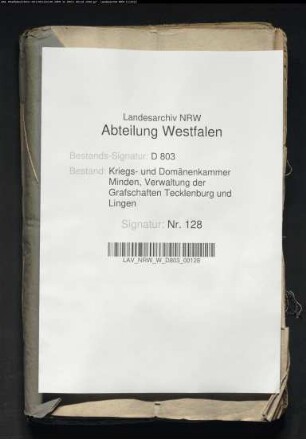 Landesarchiv NRW
Abteilung Westfalen
Bestands-Signatur: D 803
Bestand: Kriegs- und Domänenkammer
Minden, Verwaltung der
Grafschaften Tecklenburg und
Lingen
Signatur: Nr. 128
LAV_NRW_W_D803_00128